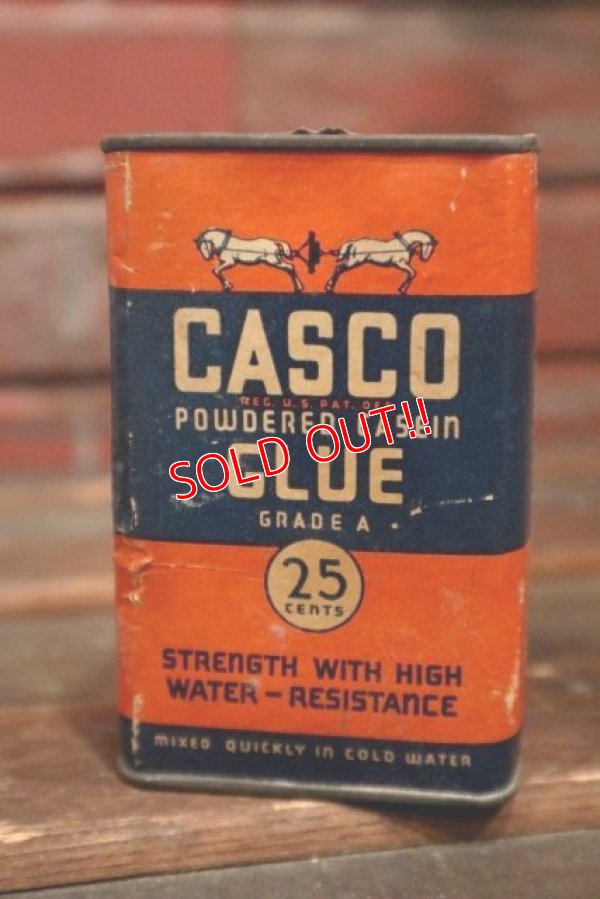 CASCO
REG. U.S. PAT. OFF.
POWDERED CASEIN
SOLD OUT!!
GLUE
GRADE A
25
CENTS
STRENGTH WITH HIGH
WATER-RESISTANCE
MIXED QUICKLY IN COLD WATER